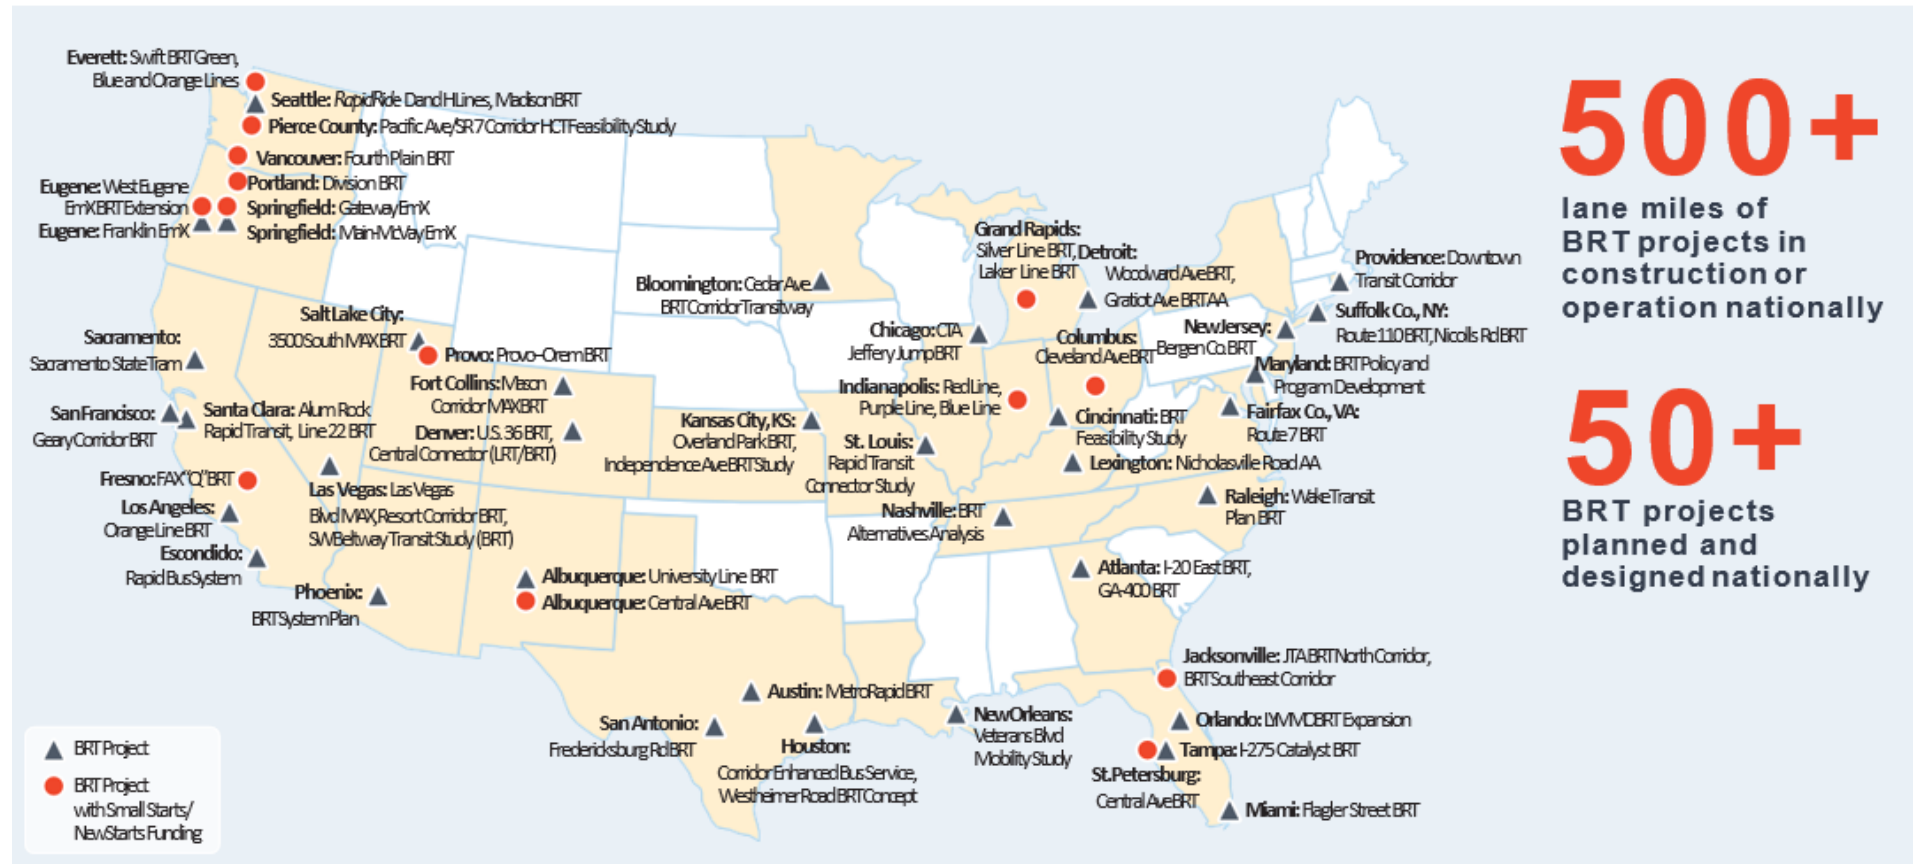 Everett: Swift BRT Green,
Blue and Orange Lines
Seattle: RapidRide D and H Lines, Madison BRT
Pierce County: Pacific Ave/SR 7 Corridor HCT Feasibility Study
Vancouver: Fourth Plain BRT
Portland: Division BRT
Eugene: West Eugene
EmX BRT Extension
Springfield: Gateway EmX
Eugene: Franklin EmX
Springfield: Main-McVay EmX
Salt Lake City:
3500 South MAX BRT
Provo: Provo-Orem BRT
Sacramento:
Sacramento State Tram
Fort Collins: Mason
Corridor MAX BRT
San Francisco:
Geary Corridor BRT
Santa Clara: Alum Rock
Rapid Transit, Line 22 BRT
Denver: U.S. 36 BRT,
Central Connector (LRT/BRT)
Fresno: FAX "Q" BRT
Las Vegas: Las Vegas
Blvd MAX, Resort Corridor BRT,
SW Beltway Transit Study (BRT)
Los Angeles:
Orange Line BRT
Escondido:
Rapid Bus System
Phoenix:
BRT System Plan
Albuquerque: University Line BRT
Albuquerque: Central Ave BRT
Bloomington: Cedar Ave
BRT Corridor Transitway
Kansas City, KS:
Overland Park BRT,
Independence Ave BRT Study
St. Louis:
Rapid Transit
Connector Study
Chicago: CTA
Jeffery Jump BRT
Indianapolis: Red Line,
Purple Line, Blue Line
Grand Rapids:
Silver Line BRT,
Laker Line BRT
Detroit:
Woodward Ave BRT,
Gratiot Ave BRT AA
Columbus:
Cleveland Ave BRT
Cincinnati: BRT
Feasibility Study
Lexington: Nicholasville Road AA
Nashville: BRT
Alternatives Analysis
New Jersey:
Bergen Co. BRT
Providence: Downtown
Transit Corridor
Suffolk Co., NY:
Route 110 BRT, Nicolls Rd BRT
Maryland: BRT Policy and
Program Development
Fairfax Co., VA:
Route 7 BRT
Raleigh: Wake Transit
Plan BRT
Atlanta: I-20 East BRT,
GA-400 BRT
Jacksonville: JTA BRT North Corridor,
BRT Southeast Corridor
Orlando: LYMMO BRT Expansion
Tampa: I-275 Catalyst BRT
St. Petersburg:
Central Ave BRT
Miami: Flagler Street BRT
Austin: MetroRapid BRT
San Antonio:
Fredericksburg Rd BRT
Houston:
Corridor Enhanced Bus Service,
Westheimer Road BRT Concept
New Orleans:
Veterans Blvd
Mobility Study
BRT Project
BRT Project
with Small Starts/
New Starts Funding
500+
lane miles of
BRT projects in
construction or
operation nationally
50+
BRT projects
planned and
designed nationally